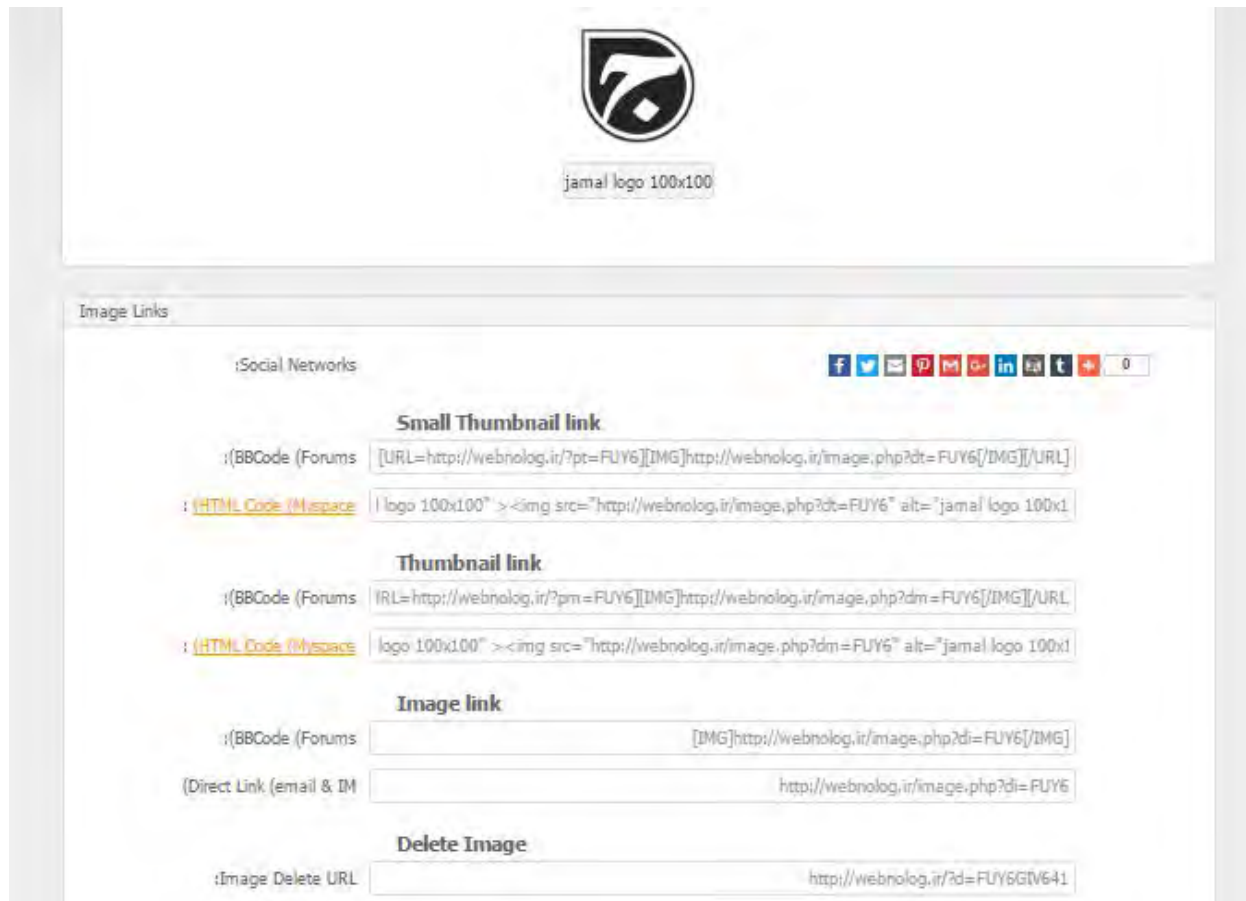 ج
jamal logo 100x100
Image Links
:Social Networks
0
Small Thumbnail link
:(BBCode (Forums [URL=http://webnolog.ir/?pt=FUY6][IMG]http://webnolog.ir/image.php?dt=FUY6[/IMG][/URL]
: (HTML Code (Myspace l logo 100x100" ><img src="http://webnolog.ir/image.php?dt=FUY6" alt="jamal logo 100x1
Thumbnail link
:(BBCode (Forums IRL=http://webnolog.ir/?pm=FUY6][IMG]http://webnolog.ir/image.php?dm=FUY6[/IMG][/URL
: (HTML Code (Myspace logo 100x100" ><img src="http://webnolog.ir/image.php?dm=FUY6" alt="jamal logo 100x1
Image link
:(BBCode (Forums [IMG]http://webnolog.ir/image.php?di=FUY6[/IMG]
(Direct Link (email & IM http://webnolog.ir/image.php?di=FUY6
Delete Image
:Image Delete URL http://webnolog.ir/?d=FUY6GIV641